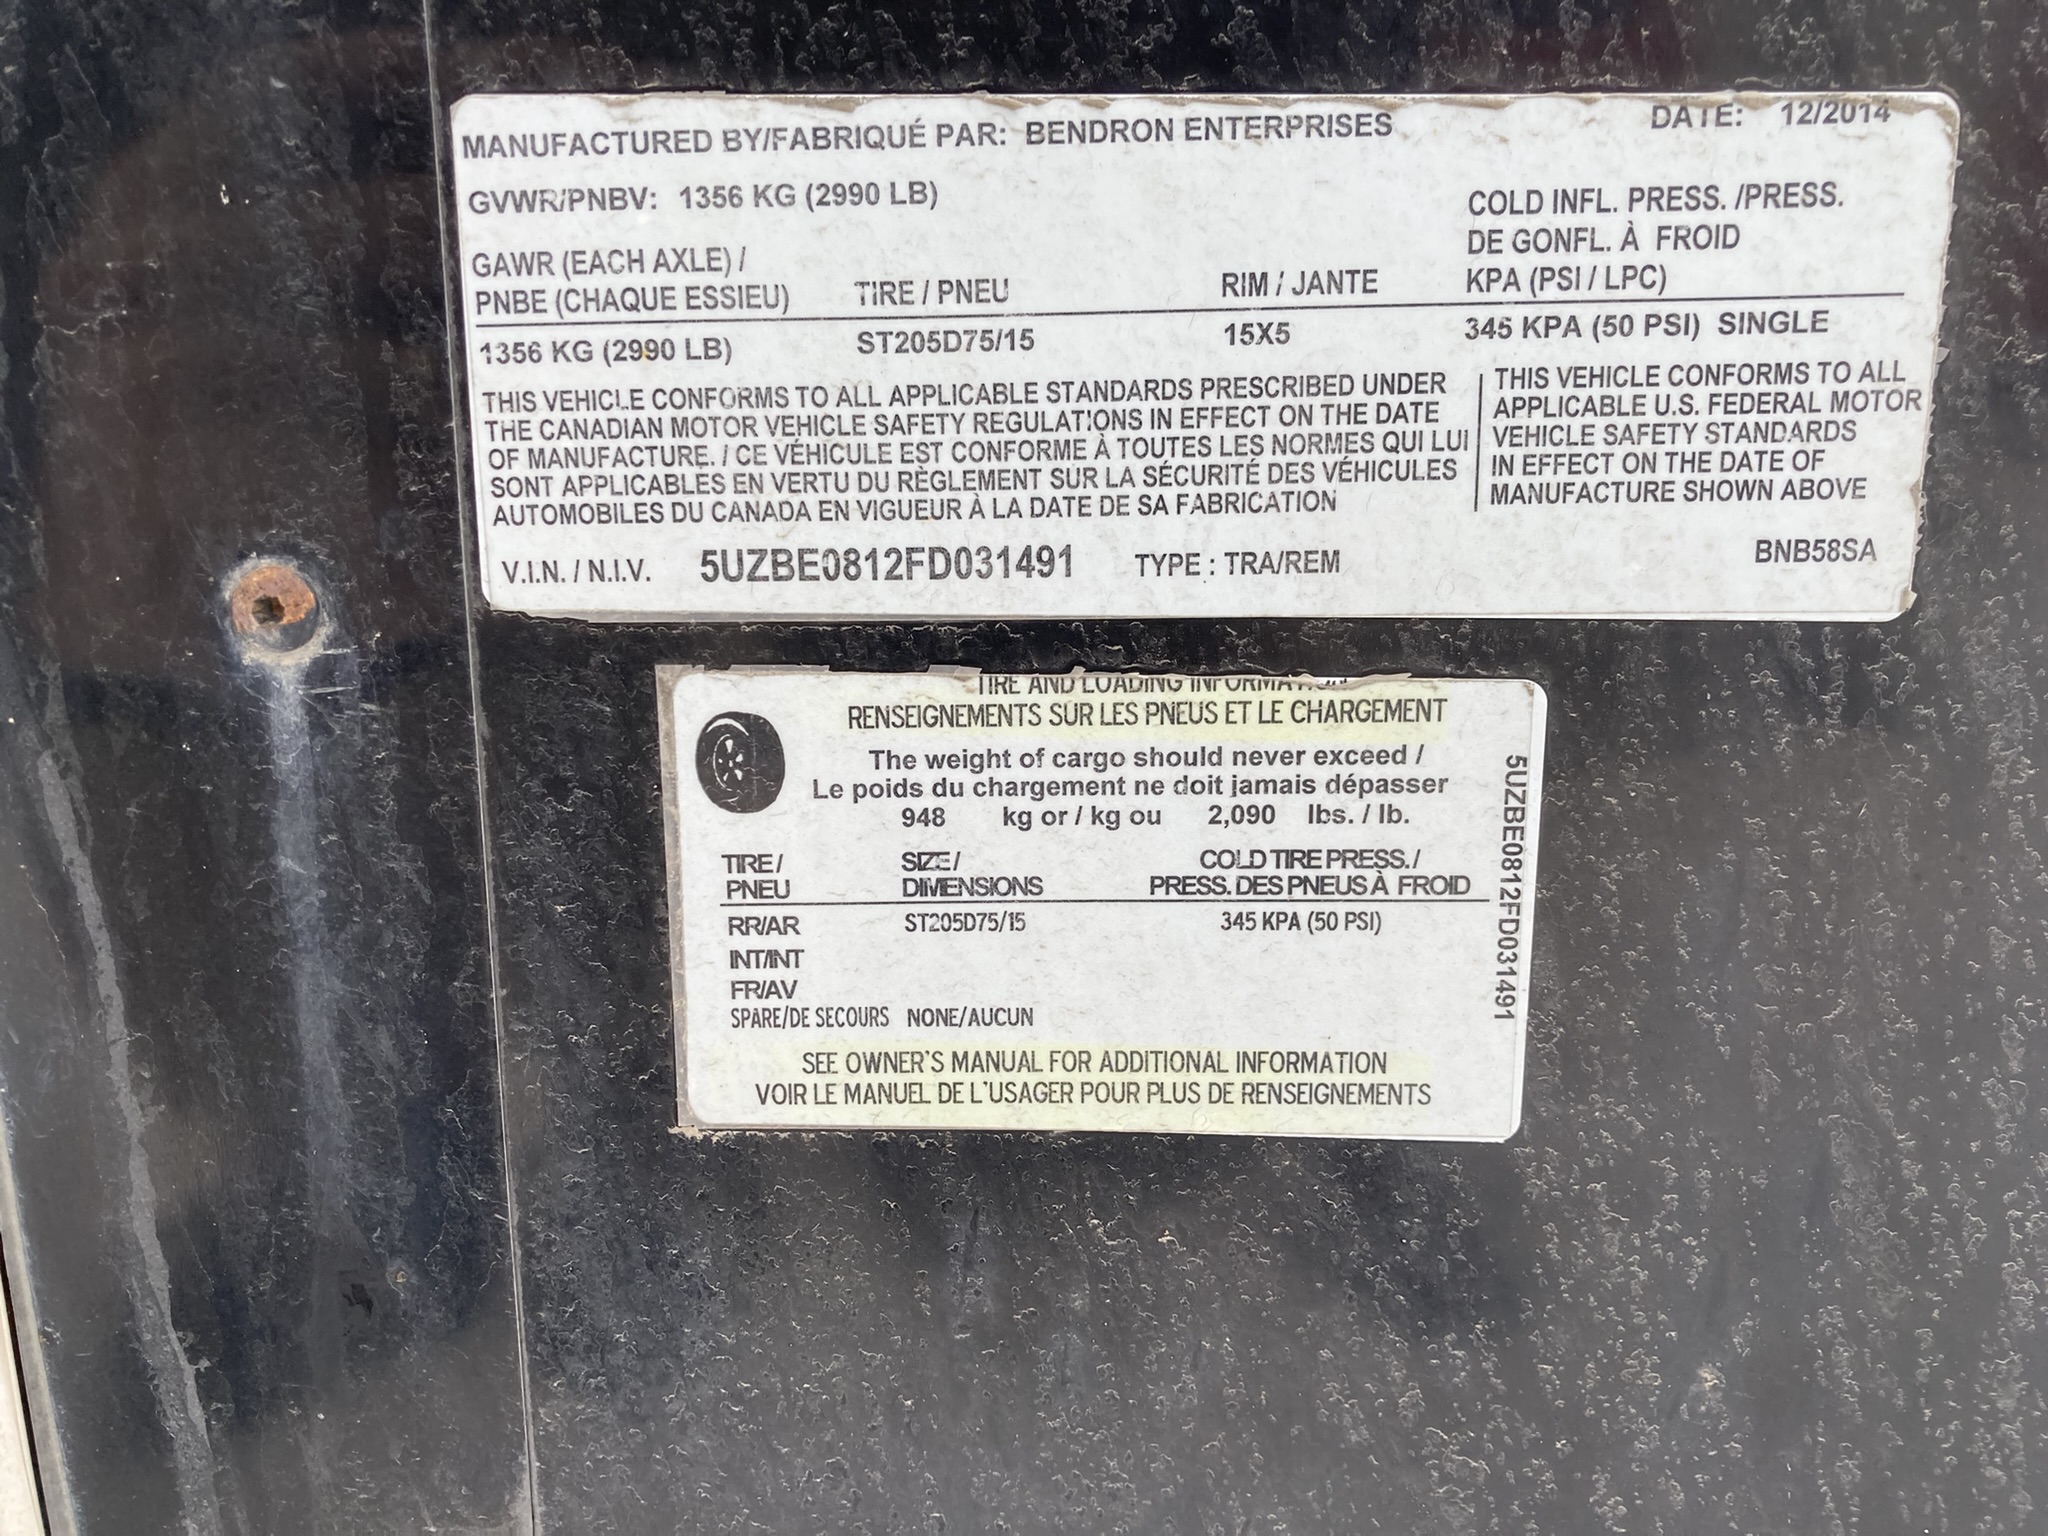 MANUFACTURED BY/FABRIQUÉ PAR: BENDRON ENTERPRISES DATE: 12/2014
GVWR/PNBV: 1356 KG (2990 LB)
COLD INFL. PRESS. /PRESS.
DE GONFL. À FROID
KPA (PSI / LPC)
GAWR (EACH AXLE) /
PNBE (CHAQUE ESSIEU) TIRE / PNEU RIM / JANTE
1356 KG (2990 LB) ST205D75/15 15X5 345 KPA (50 PSI) SINGLE
THIS VEHICLE CONFORMS TO ALL APPLICABLE STANDARDS PRESCRIBED UNDER
THE CANADIAN MOTOR VEHICLE SAFETY REGULATIONS IN EFFECT ON THE DATE
OF MANUFACTURE. / CE VÉHICULE EST CONFORME À TOUTES LES NORMES QUI LUI
SONT APPLICABLES EN VERTU DU RÈGLEMENT SUR LA SÉCURITÉ DES VÉHICULES
AUTOMOBILES DU CANADA EN VIGUEUR À LA DATE DE SA FABRICATION
THIS VEHICLE CONFORMS TO ALL
APPLICABLE U.S. FEDERAL MOTOR
VEHICLE SAFETY STANDARDS
IN EFFECT ON THE DATE OF
MANUFACTURE SHOWN ABOVE
V.I.N. / N.I.V. 5UZBE0812FD031491 TYPE : TRA/REM BNB58SA
TIRE AND LOADING INFORMATION
RENSEIGNEMENTS SUR LES PNEUS ET LE CHARGEMENT
The weight of cargo should never exceed /
Le poids du chargement ne doit jamais dépasser
948 kg or / kg ou 2,090 lbs. / lb.
TIRE / SIZE / COLD TIRE PRESS. /
PNEU DIMENSIONS PRESS. DES PNEUS À FROID
RR/AR ST205D75/15 345 KPA (50 PSI)
INT/INT
FR/AV
SPARE/DE SECOURS NONE/AUCUN
SEE OWNER'S MANUAL FOR ADDITIONAL INFORMATION
VOIR LE MANUEL DE L'USAGER POUR PLUS DE RENSEIGNEMENTS
5UZBE0812FD031491